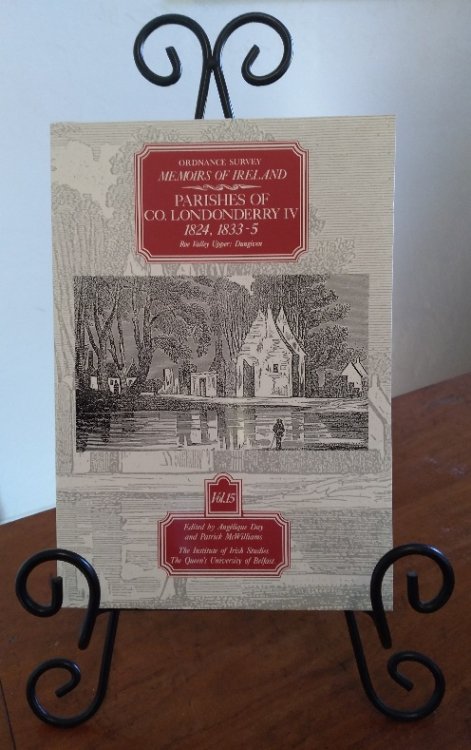 ORDNANCE SURVEY
MEMOIRS OF IRELAND
PARISHES OF
CO. LONDONDERRY IV
1824, 1833-5
Roe Valley Upper: Dungiven
Vol. 15
Edited by Angélique Day
and Patrick McWilliams
The Institute of Irish Studies
The Queen's University of Belfast